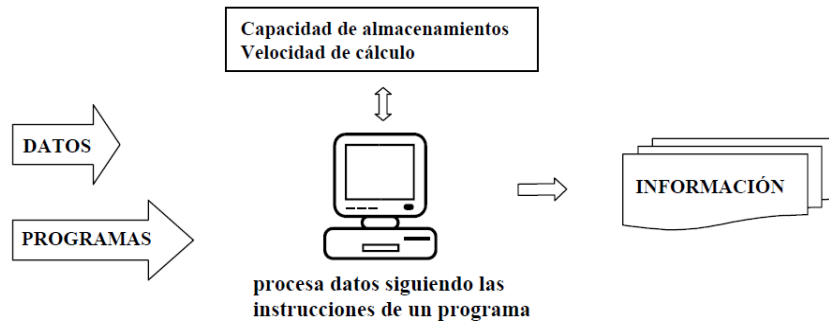 Capacidad de almacenamientos
Velocidad de cálculo
DATOS
PROGRAMAS
INFORMACIÓN
procesa datos siguiendo las
instrucciones de un programa